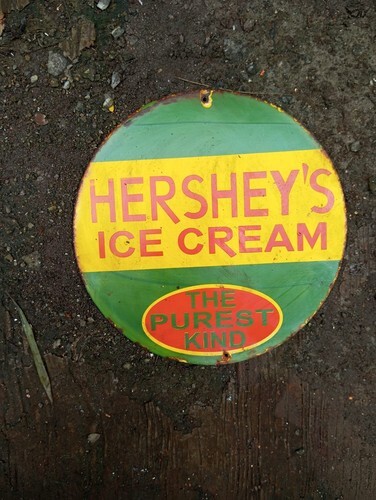 HERSHEY'S
ICE CREAM
THE
PUREST
KIND